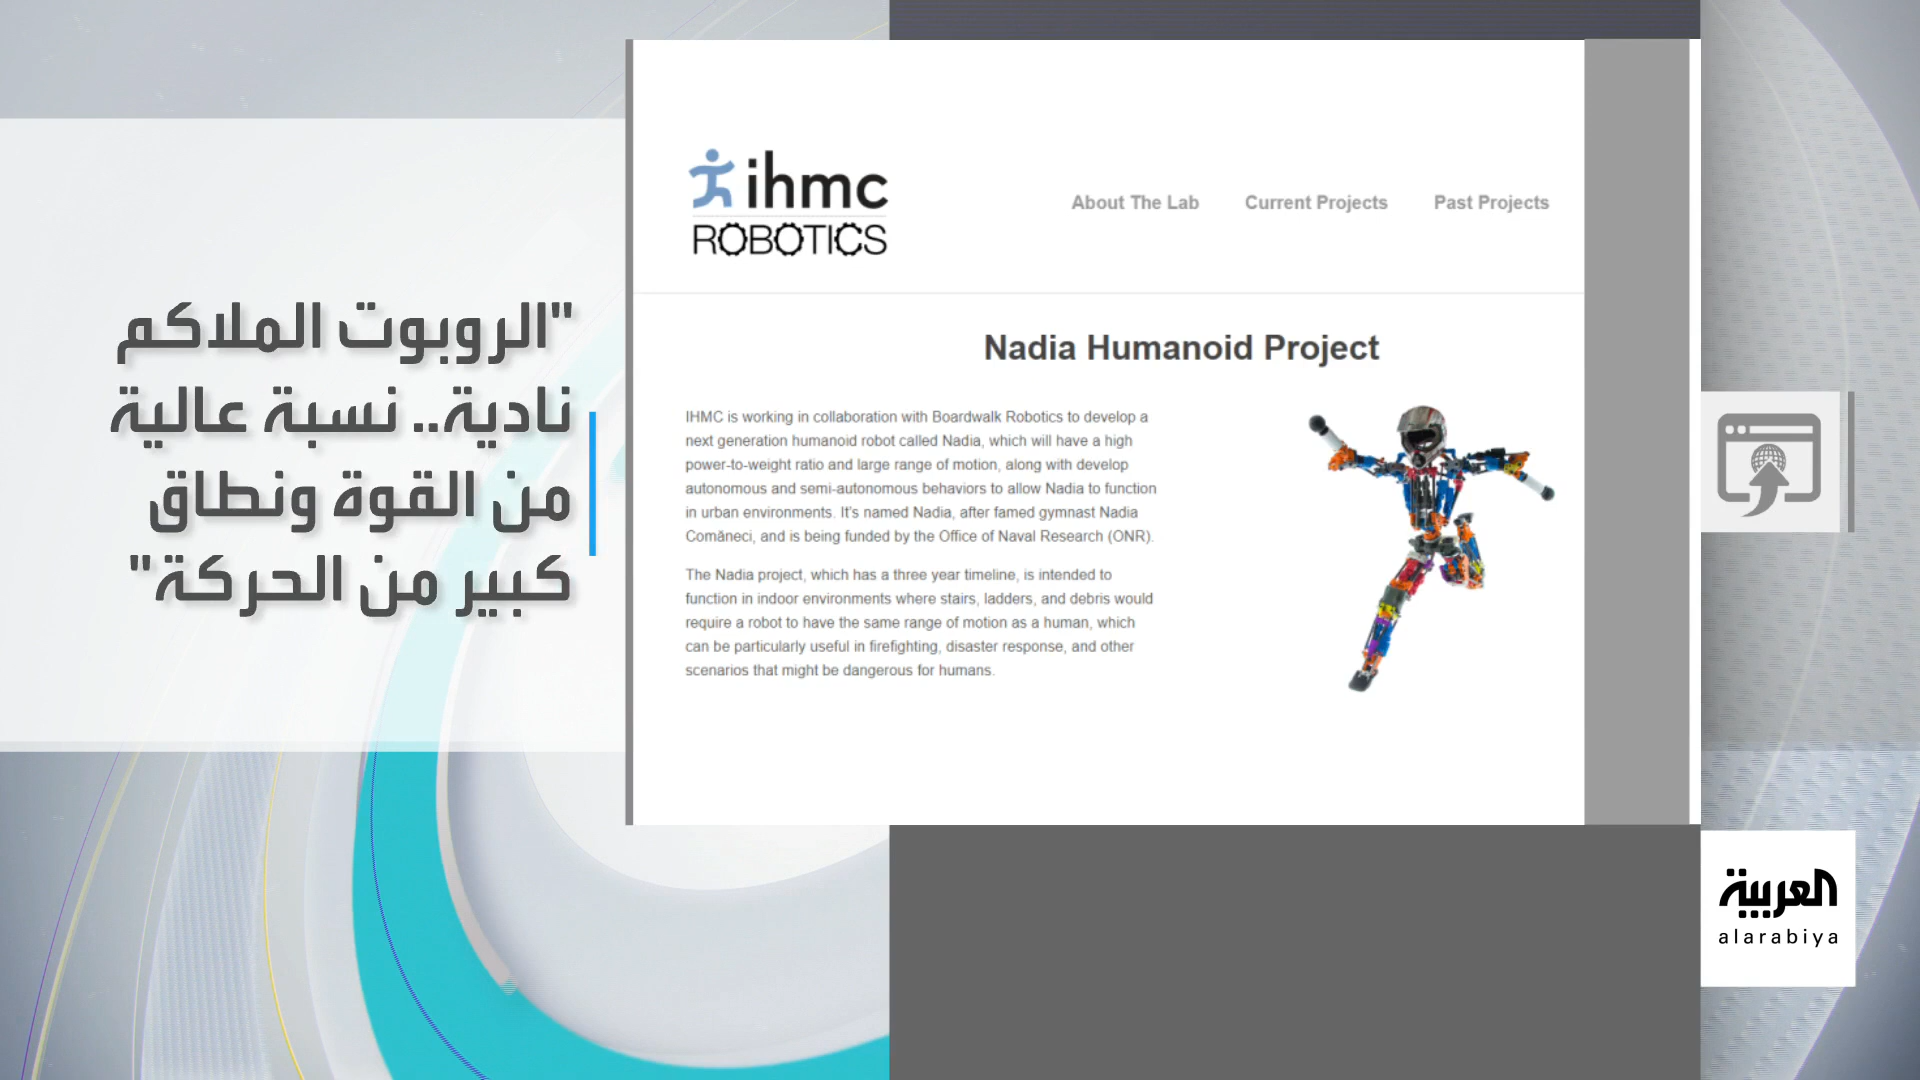 "الروبوت الملاكم
نادية.. نسبة عالية
من القوة ونطاق
كبير من الحركة"
ihmc
ROBOTICS
About The Lab
Current Projects
Past Projects
Nadia Humanoid Project
IHMC is working in collaboration with Boardwalk Robotics to develop a
next generation humanoid robot called Nadia, which will have a high
power-to-weight ratio and large range of motion, along with develop
autonomous and semi-autonomous behaviors to allow Nadia to function
in urban environments. It's named Nadia, after famed gymnast Nadia
Comăneci, and is being funded by the Office of Naval Research (ONR).
The Nadia project, which has a three year timeline, is intended to
function in indoor environments where stairs, ladders, and debris would
require a robot to have the same range of motion as a human, which
can be particularly useful in firefighting, disaster response, and other
scenarios that might be dangerous for humans.
العربية
alarabiya